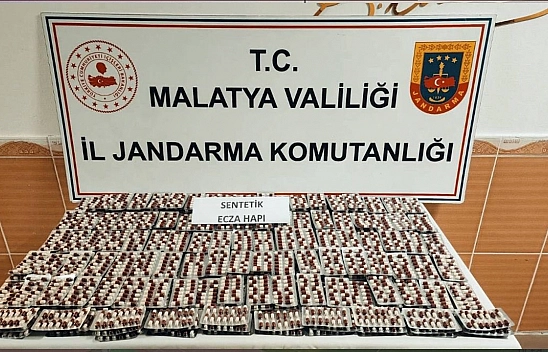 T.C.
MALATYA VALİLİĞİ
İL JANDARMA KOMUTANLIĞI
JANDARMA
SENTETİK
ECZA HAPI